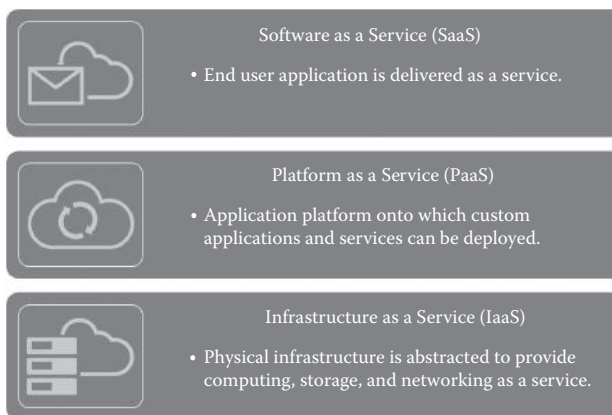 Software as a Service (SaaS)
• End user application is delivered as a service.
Platform as a Service (PaaS)
• Application platform onto which custom
applications and services can be deployed.
Infrastructure as a Service (IaaS)
• Physical infrastructure is abstracted to provide
computing, storage, and networking as a service.